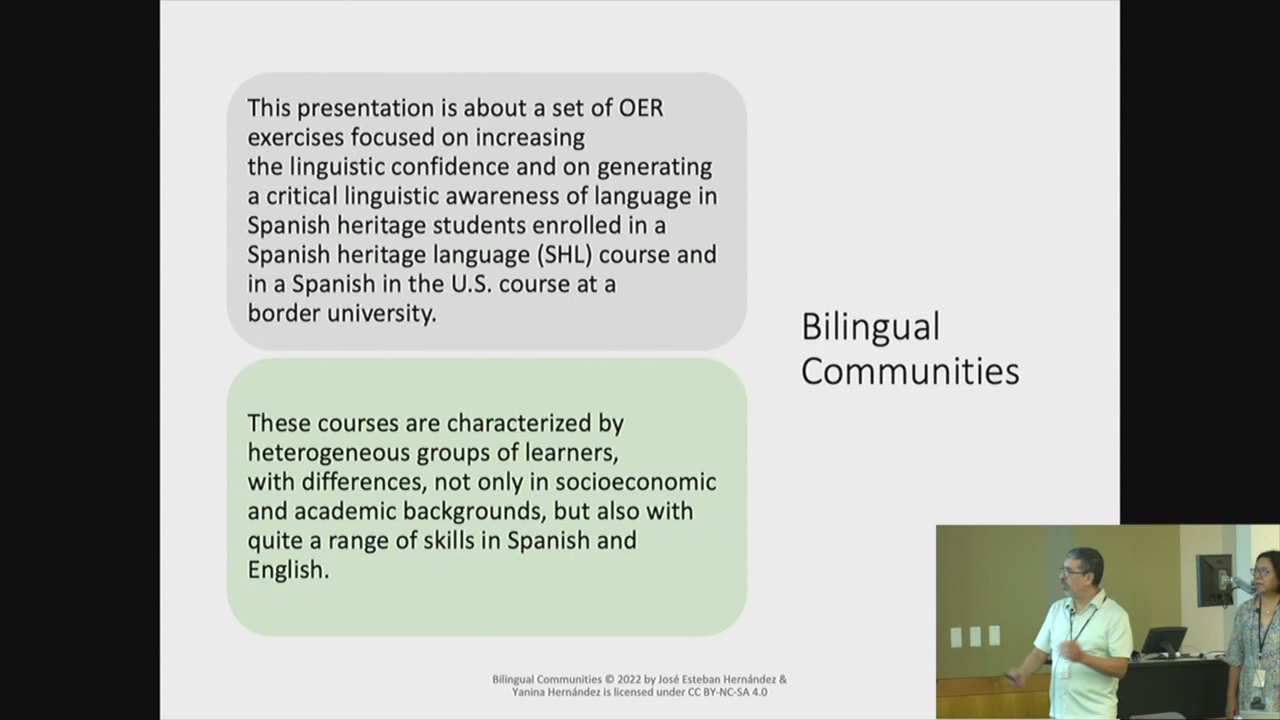 This presentation is about a set of OER
exercises focused on increasing
the linguistic confidence and on generating
a critical linguistic awareness of language in
Spanish heritage students enrolled in a
Spanish heritage language (SHL) course and
in a Spanish in the U.S. course at a
border university.
These courses are characterized by
heterogeneous groups of learners,
with differences, not only in socioeconomic
and academic backgrounds, but also with
quite a range of skills in Spanish and
English.
Bilingual
Communities
Bilingual Communities © 2022 by José Esteban Hernández &
Yanina Hernández is licensed under CC BY-NC-SA 4.0